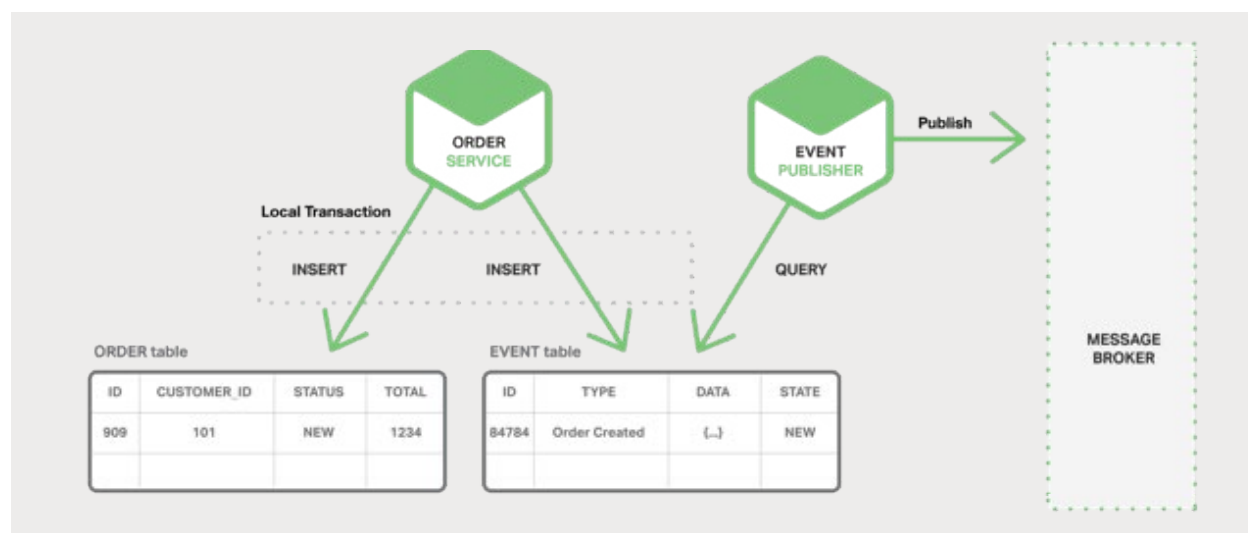 ORDER
SERVICE
EVENT
PUBLISHER
Publish
Local Transaction
INSERT
INSERT
QUERY
MESSAGE
BROKER
ORDER table
ID CUSTOMER_ID STATUS TOTAL
909 101 NEW 1234
EVENT table
ID TYPE DATA STATE
84784 Order Created {...} NEW